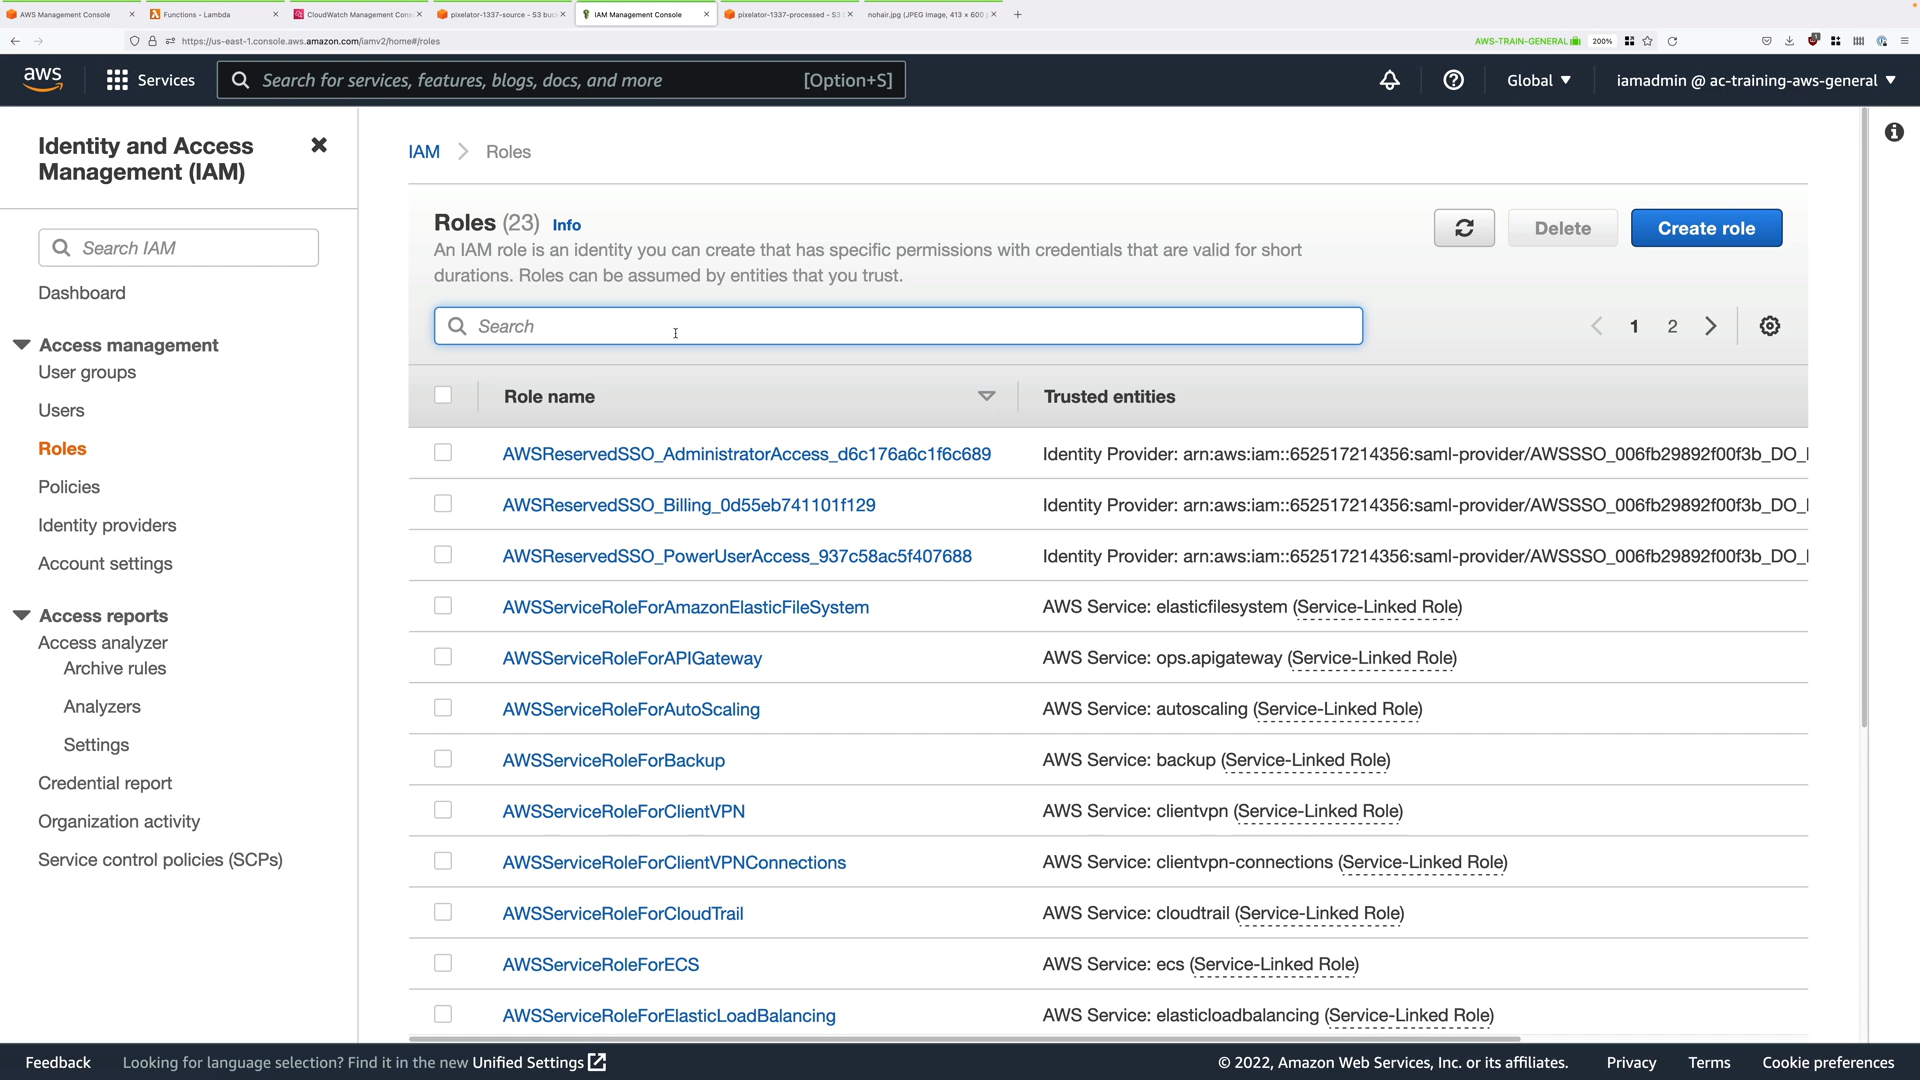 AWS Management Console
Functions - Lambda
CloudWatch Management Con
pixelator-1337-source - S3 buc
IAM Management Console
pixelator-1337-processed - S3
nohair.jpg (JPEG Image, 413 × 600
https://us-east-1.console.aws.amazon.com/iamv2/home#/roles
AWS-TRAIN-GENERAL
200%
aws
Services
Search for services, features, blogs, docs, and more
[Option+S]
Global
iamadmin @ ac-training-aws-general
Identity and Access
Management (IAM)
Search IAM
Dashboard
Access management
User groups
Users
Roles
Policies
Identity providers
Account settings
Access reports
Access analyzer
Archive rules
Analyzers
Settings
Credential report
Organization activity
Service control policies (SCPs)
IAM > Roles
Roles (23) Info
An IAM role is an identity you can create that has specific permissions with credentials that are valid for short
durations. Roles can be assumed by entities that you trust.
Delete
Create role
Search
1 2
Role name Trusted entities
AWSReservedSSO_AdministratorAccess_d6c176a6c1f6c689 Identity Provider: arn:aws:iam::652517214356:saml-provider/AWSSSO_006fb29892f00f3b_DO_
AWSReservedSSO_Billing_0d55eb741101f129 Identity Provider: arn:aws:iam::652517214356:saml-provider/AWSSSO_006fb29892f00f3b_DO_
AWSReservedSSO_PowerUserAccess_937c58ac5f407688 Identity Provider: arn:aws:iam::652517214356:saml-provider/AWSSSO_006fb29892f00f3b_DO_
AWSServiceRoleForAmazonElasticFileSystem AWS Service: elasticfilesystem (Service-Linked Role)
AWSServiceRoleForAPIGateway AWS Service: ops.apigateway (Service-Linked Role)
AWSServiceRoleForAutoScaling AWS Service: autoscaling (Service-Linked Role)
AWSServiceRoleForBackup AWS Service: backup (Service-Linked Role)
AWSServiceRoleForClientVPN AWS Service: clientvpn (Service-Linked Role)
AWSServiceRoleForClientVPNConnections AWS Service: clientvpn-connections (Service-Linked Role)
AWSServiceRoleForCloudTrail AWS Service: cloudtrail (Service-Linked Role)
AWSServiceRoleForECS AWS Service: ecs (Service-Linked Role)
AWSServiceRoleForElasticLoadBalancing AWS Service: elasticloadbalancing (Service-Linked Role)
Feedback
Looking for language selection? Find it in the new Unified Settings
© 2022, Amazon Web Services, Inc. or its affiliates.
Privacy
Terms
Cookie preferences